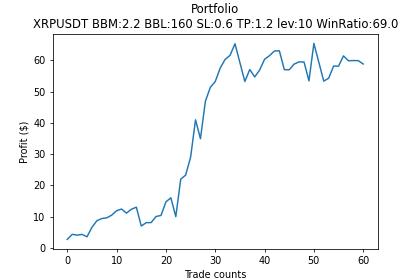 Portfolio
XRPUSDT BBM:2.2 BBL:160 SL:0.6 TP:1.2 lev:10 WinRatio:69.0
60
50
40
30
20
10
0
Profit ($)
0 10 20 30 40 50 60
Trade counts